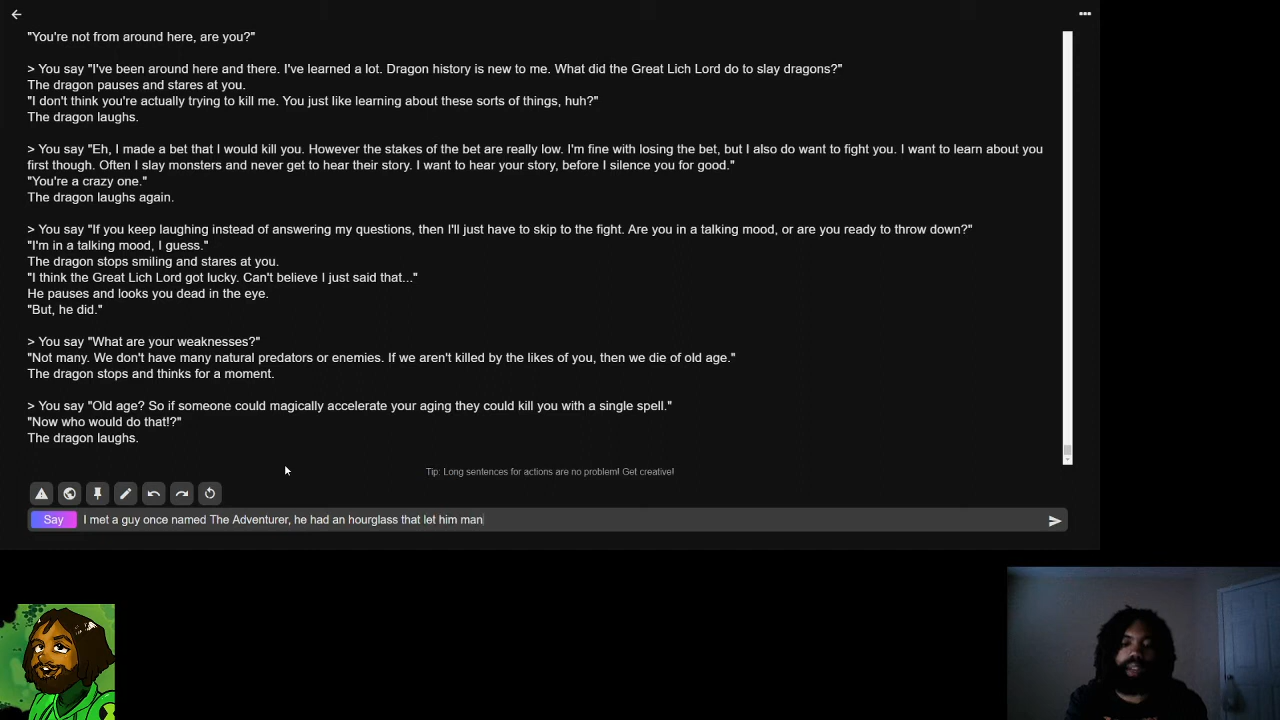 "You're not from around here, are you?"
> You say "I've been around here and there. I've learned a lot. Dragon history is new to me. What did the Great Lich Lord do to slay dragons?"
The dragon pauses and stares at you.
"I don't think you're actually trying to kill me. You just like learning about these sorts of things, huh?"
The dragon laughs.
> You say "Eh, I made a bet that I would kill you. However the stakes of the bet are really low. I'm fine with losing the bet, but I also do want to fight you. I want to learn about you
first though. Often I slay monsters and never get to hear their story. I want to hear your story, before I silence you for good."
"You're a crazy one."
The dragon laughs again.
> You say "If you keep laughing instead of answering my questions, then I'll just have to skip to the fight. Are you in a talking mood, or are you ready to throw down?"
"I'm in a talking mood, I guess."
The dragon stops smiling and stares at you.
"I think the Great Lich Lord got lucky. Can't believe I just said that..."
He pauses and looks you dead in the eye.
"But, he did."
> You say "What are your weaknesses?"
"Not many. We don't have many natural predators or enemies. If we aren't killed by the likes of you, then we die of old age."
The dragon stops and thinks for a moment.
> You say "Old age? So if someone could magically accelerate your aging they could kill you with a single spell."
"Now who would do that!?"
The dragon laughs.
Tip: Long sentences for actions are no problem! Get creative!
Say I met a guy once named The Adventurer, he had an hourglass that let him man